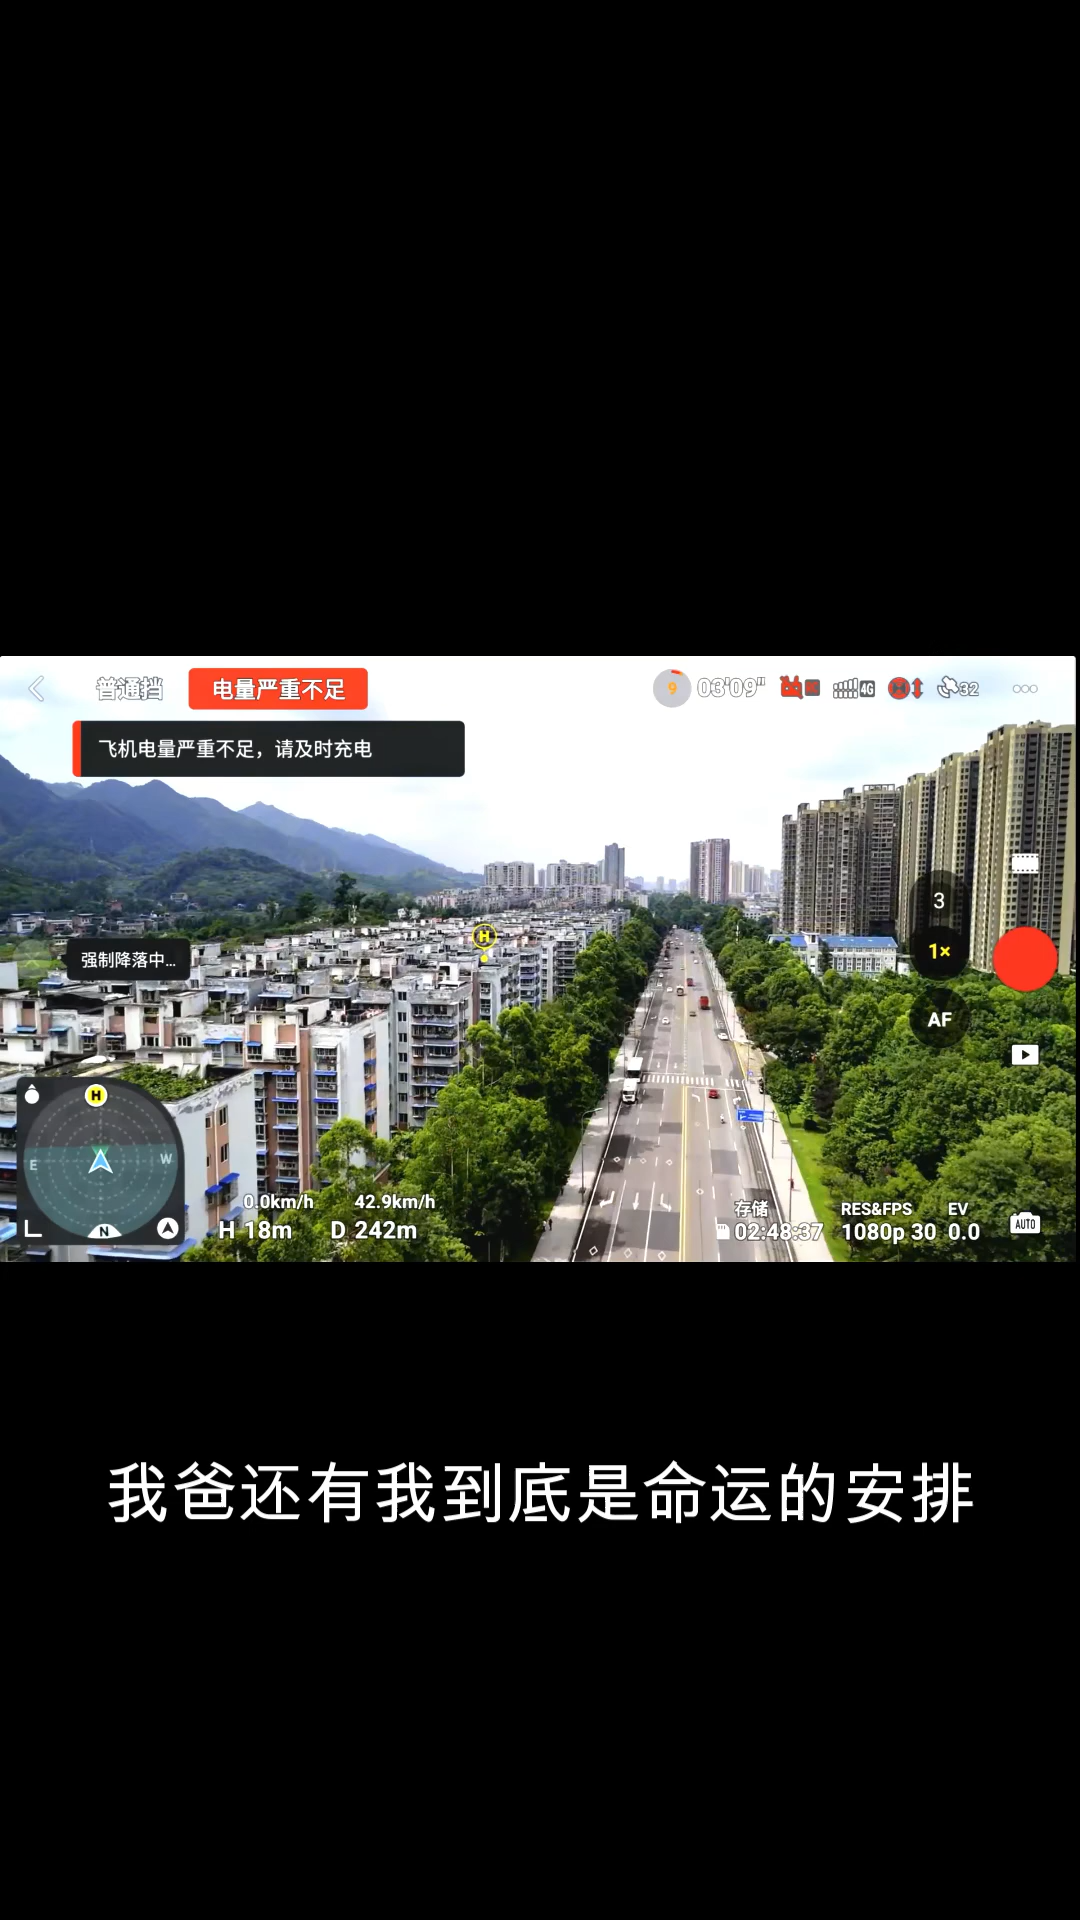 普通挡
电量严重不足
9
03'09"
4G
32
飞机电量严重不足，请及时充电
3
H
强制降落中...
1×
AF
H
E
W
N
0.0km/h
42.9km/h
H 18m
D 242m
存储
02:48:37
RES&FPS
1080p 30
EV
0.0
AUTO
我爸还有我到底是命运的安排